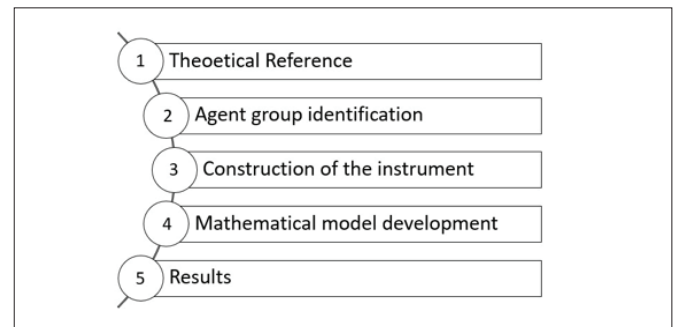 1 Theoetical Reference
2 Agent group identification
3 Construction of the instrument
4 Mathematical model development
5 Results